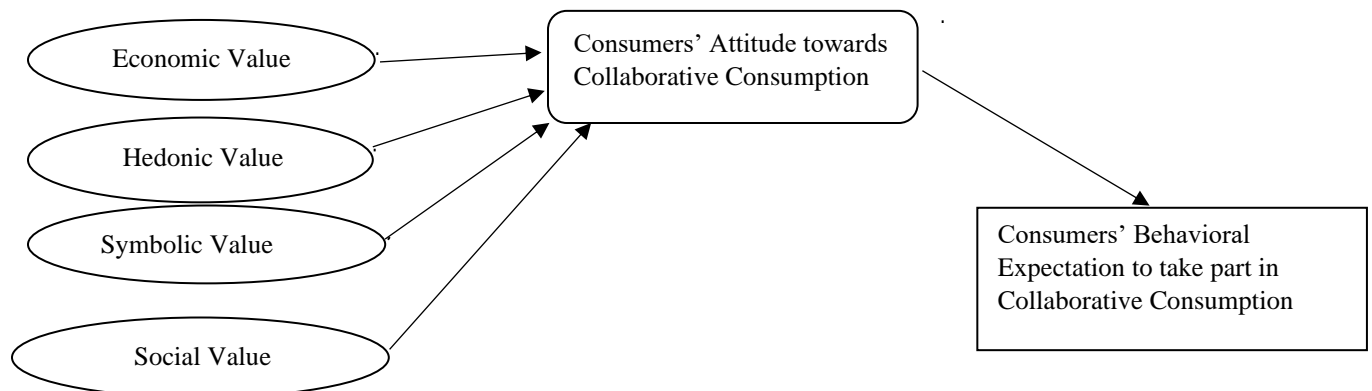 Economic Value
Consumers’ Attitude towards
Collaborative Consumption
Hedonic Value
Symbolic Value
Consumers’ Behavioral
Expectation to take part in
Collaborative Consumption
Social Value